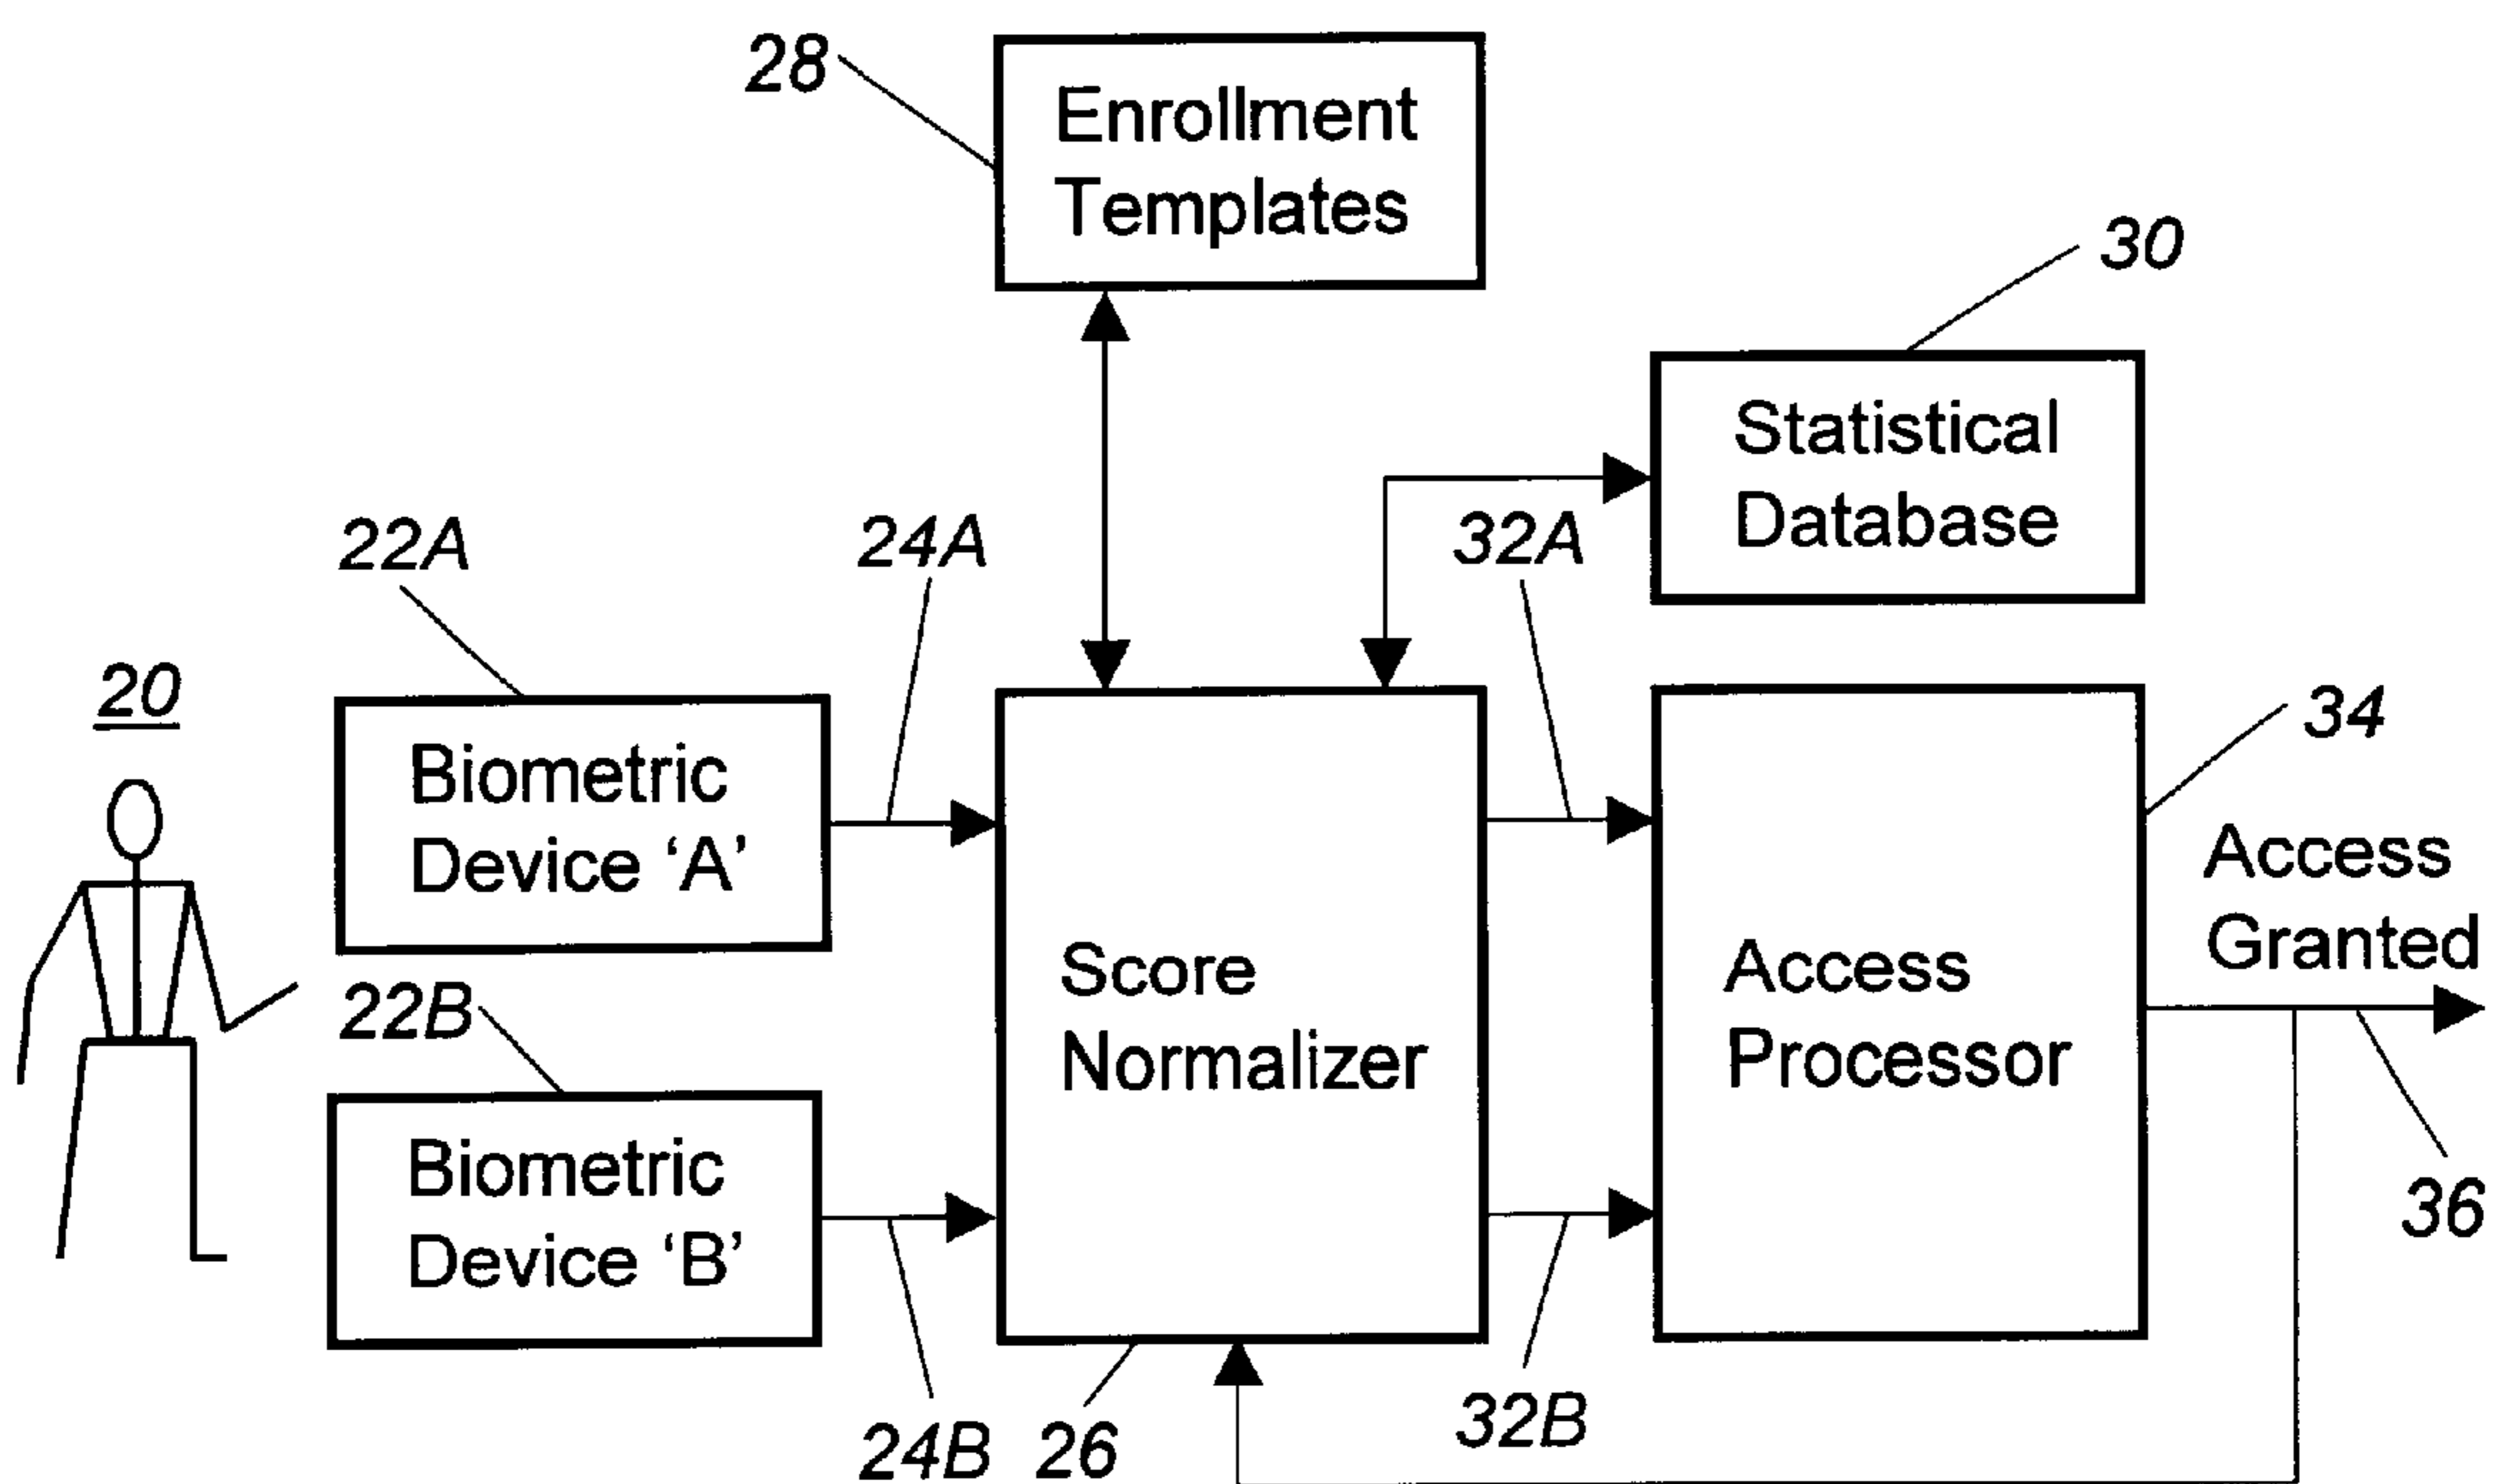 28
Enrollment
Templates
30
Statistical
Database
22A
24A
32A
20
34
Biometric
Device ‘A’
Access
Granted
22B
Score
Normalizer
Access
Processor
Biometric
Device ‘B’
36
24B
26
32B